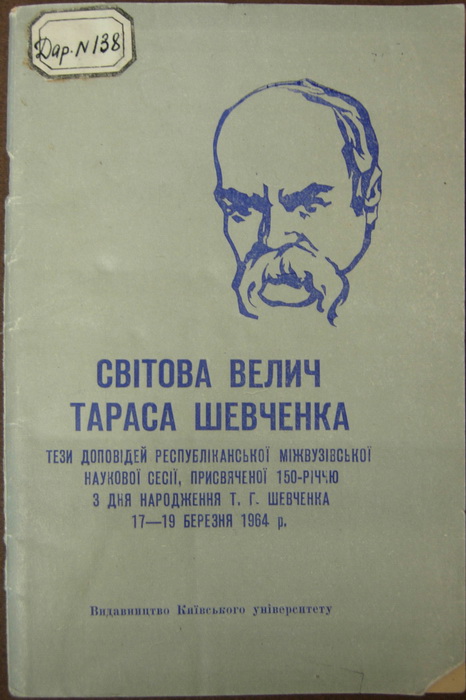 Дар. N 138
СВІТОВА ВЕЛИЧ
ТАРАСА ШЕВЧЕНКА
ТЕЗИ ДОПОВІДЕЙ РЕСПУБЛІКАНСЬКОЇ МІЖВУЗІВСЬКОЇ
НАУКОВОЇ СЕСІЇ, ПРИСВЯЧЕНОЇ 150-РІЧЧЮ
З ДНЯ НАРОДЖЕННЯ Т. Г. ШЕВЧЕНКА
17—19 БЕРЕЗНЯ 1964 р.
Видавництво Київського університету